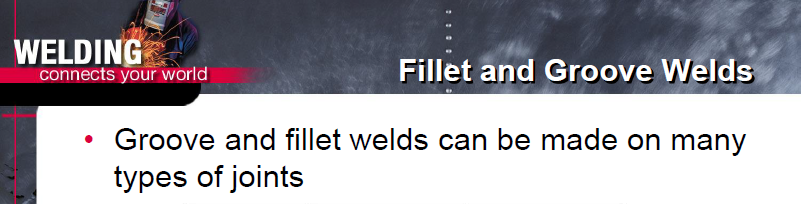 WELDING
connects your world
Fillet and Groove Welds
• Groove and fillet welds can be made on many
types of joints